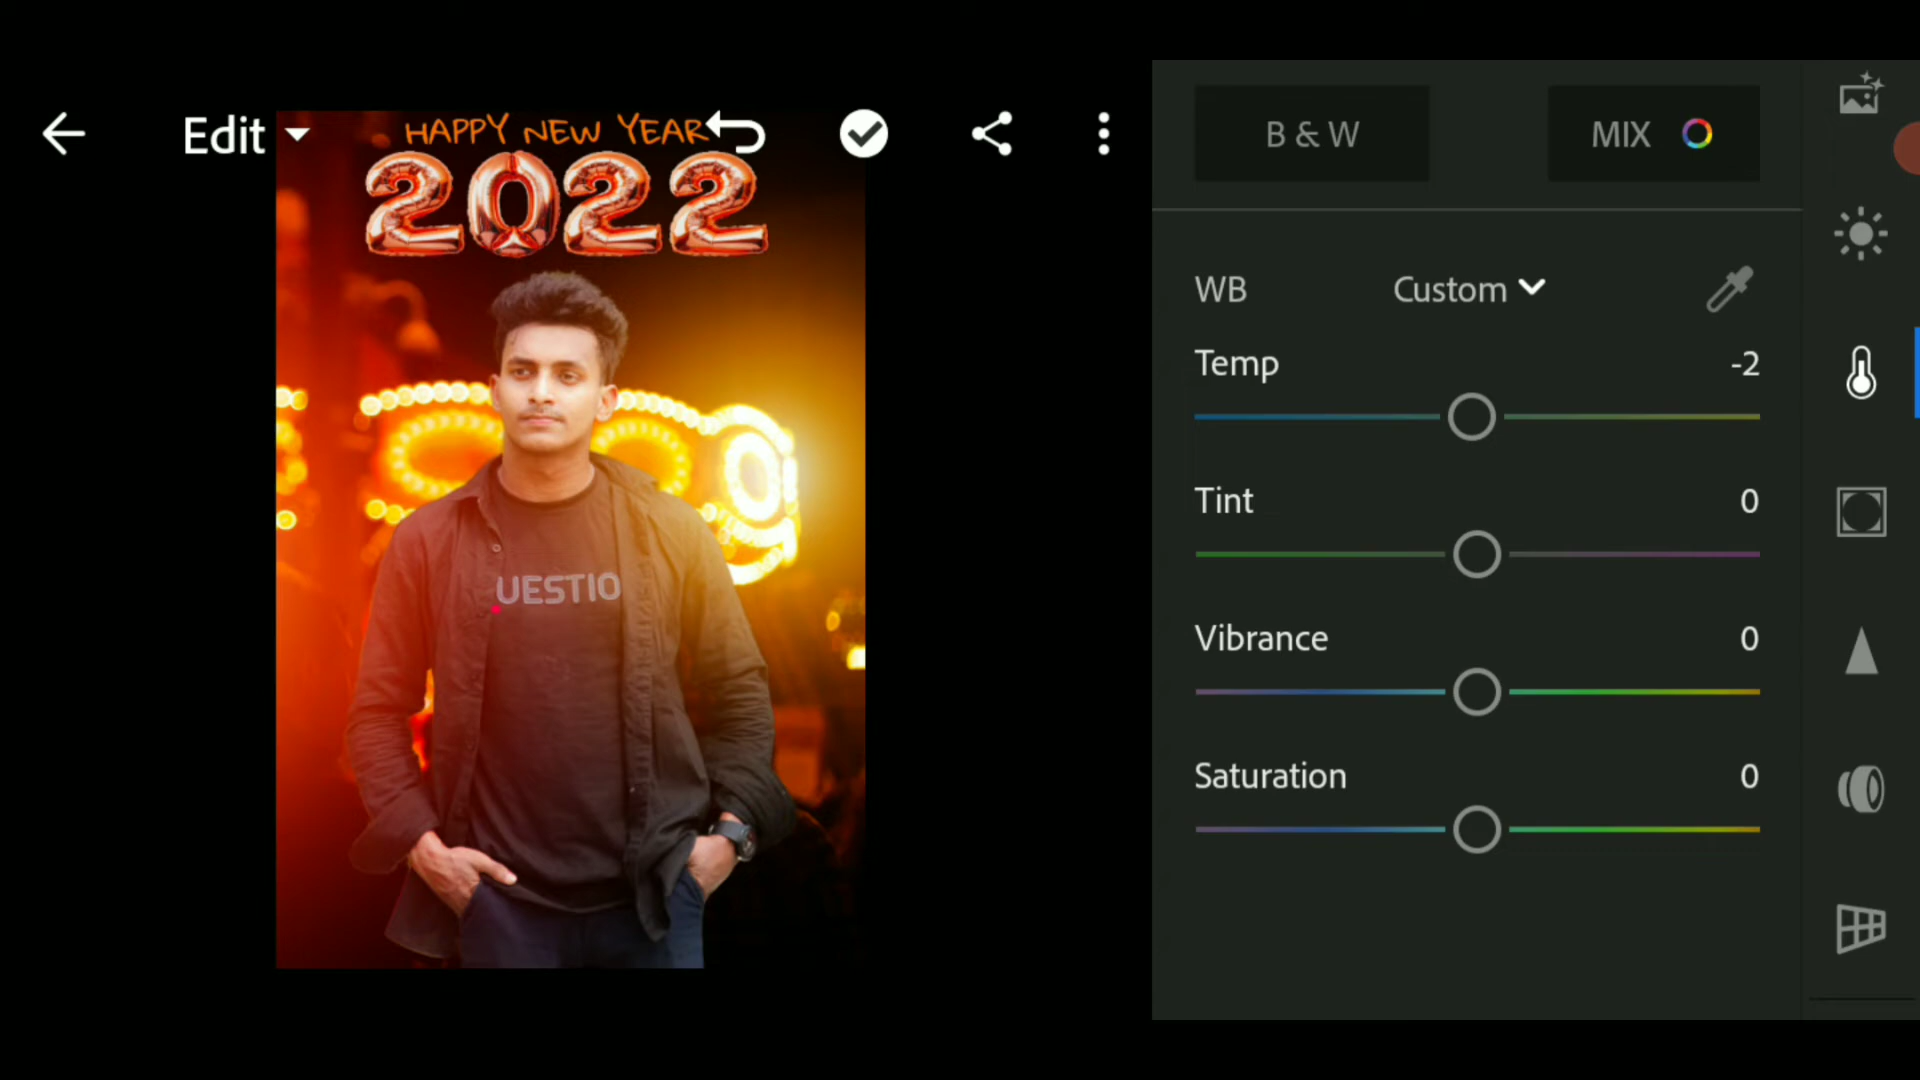 Edit
HAPPY NEW YEAR
2022
UESTIO
B & W
MIX
WB
Custom
Temp
-2
Tint
0
Vibrance
0
Saturation
0